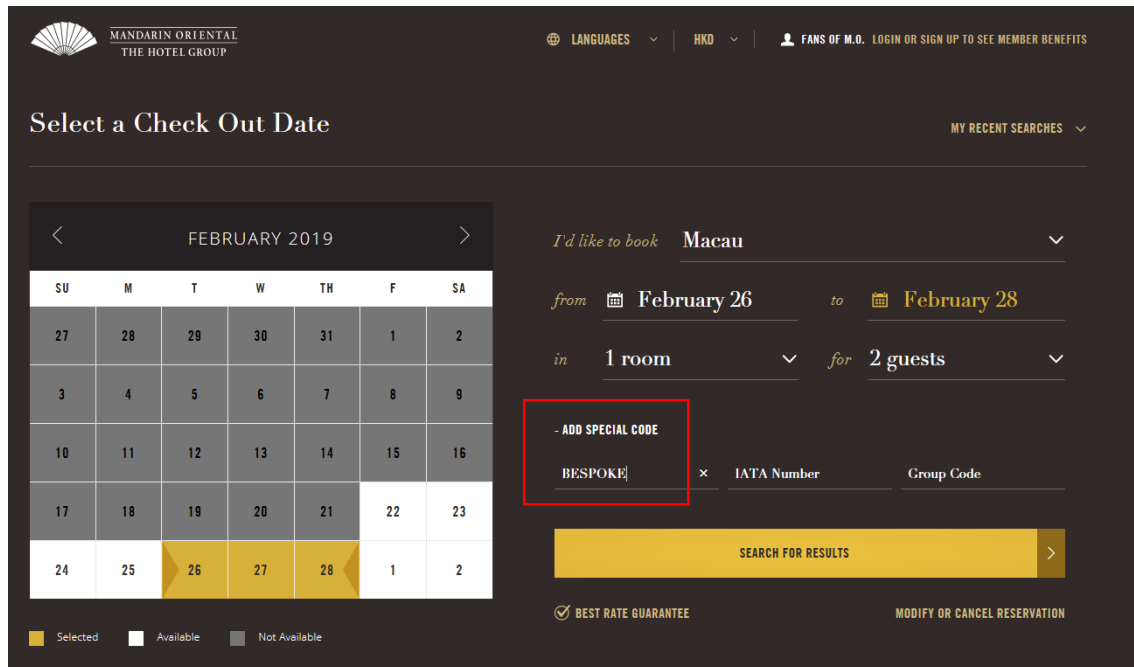 MANDARIN ORIENTAL
THE HOTEL GROUP
LANGUAGES
HKD
FANS OF M.O. LOGIN OR SIGN UP TO SEE MEMBER BENEFITS
Select a Check Out Date
MY RECENT SEARCHES
FEBRUARY 2019
SU M T W TH F SA
27 28 29 30 31 1 2
3 4 5 6 7 8 9
10 11 12 13 14 15 16
17 18 19 20 21 22 23
24 25 26 27 28 1 2
Selected Available Not Available
I'd like to book Macau
from February 26 to February 28
in 1 room for 2 guests
- ADD SPECIAL CODE
BESPOKE × IATA Number Group Code
SEARCH FOR RESULTS
BEST RATE GUARANTEE
MODIFY OR CANCEL RESERVATION